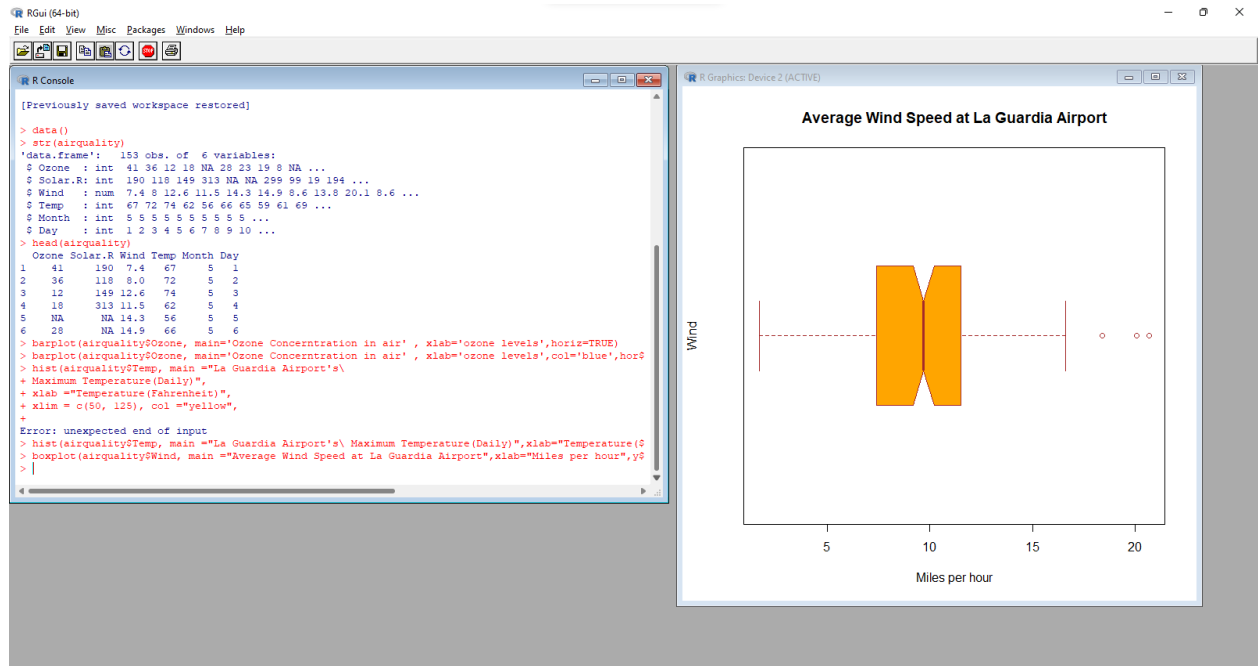 RGui (64-bit)
File Edit View Misc Packages Windows Help
STOP
R Console
[Previously saved workspace restored]
> data()
> str(airquality)
'data.frame':   153 obs. of  6 variables:
 $ Ozone  : int  41 36 12 18 NA 28 23 19 8 NA ...
 $ Solar.R: int  190 118 149 313 NA NA 299 99 19 194 ...
 $ Wind   : num  7.4 8 12.6 11.5 14.3 14.9 8.6 13.8 20.1 8.6 ...
 $ Temp   : int  67 72 74 62 56 66 65 59 61 69 ...
 $ Month  : int  5 5 5 5 5 5 5 5 5 5 ...
 $ Day    : int  1 2 3 4 5 6 7 8 9 10 ...
> head(airquality)
  Ozone Solar.R Wind Temp Month Day
1    41     190  7.4   67     5   1
2    36     118  8.0   72     5   2
3    12     149 12.6   74     5   3
4    18     313 11.5   62     5   4
5    NA      NA 14.3   56     5   5
6    28      NA 14.9   66     5   6
> barplot(airquality$Ozone, main='Ozone Concerntration in air' , xlab='ozone levels',horiz=TRUE)
> barplot(airquality$Ozone, main='Ozone Concerntration in air' , xlab='ozone levels',col='blue',hor$
> hist(airquality$Temp, main ="La Guardia Airport's\
+ Maximum Temperature(Daily)",
+ xlab ="Temperature(Fahrenheit)",
+ xlim = c(50, 125), col ="yellow",
+
Error: unexpected end of input
> hist(airquality$Temp, main ="La Guardia Airport's\ Maximum Temperature(Daily)",xlab="Temperature($
> boxplot(airquality$Wind, main ="Average Wind Speed at La Guardia Airport",xlab="Miles per hour",y$
>
R Graphics: Device 2 (ACTIVE)
Average Wind Speed at La Guardia Airport
Wind
5 10 15 20
Miles per hour